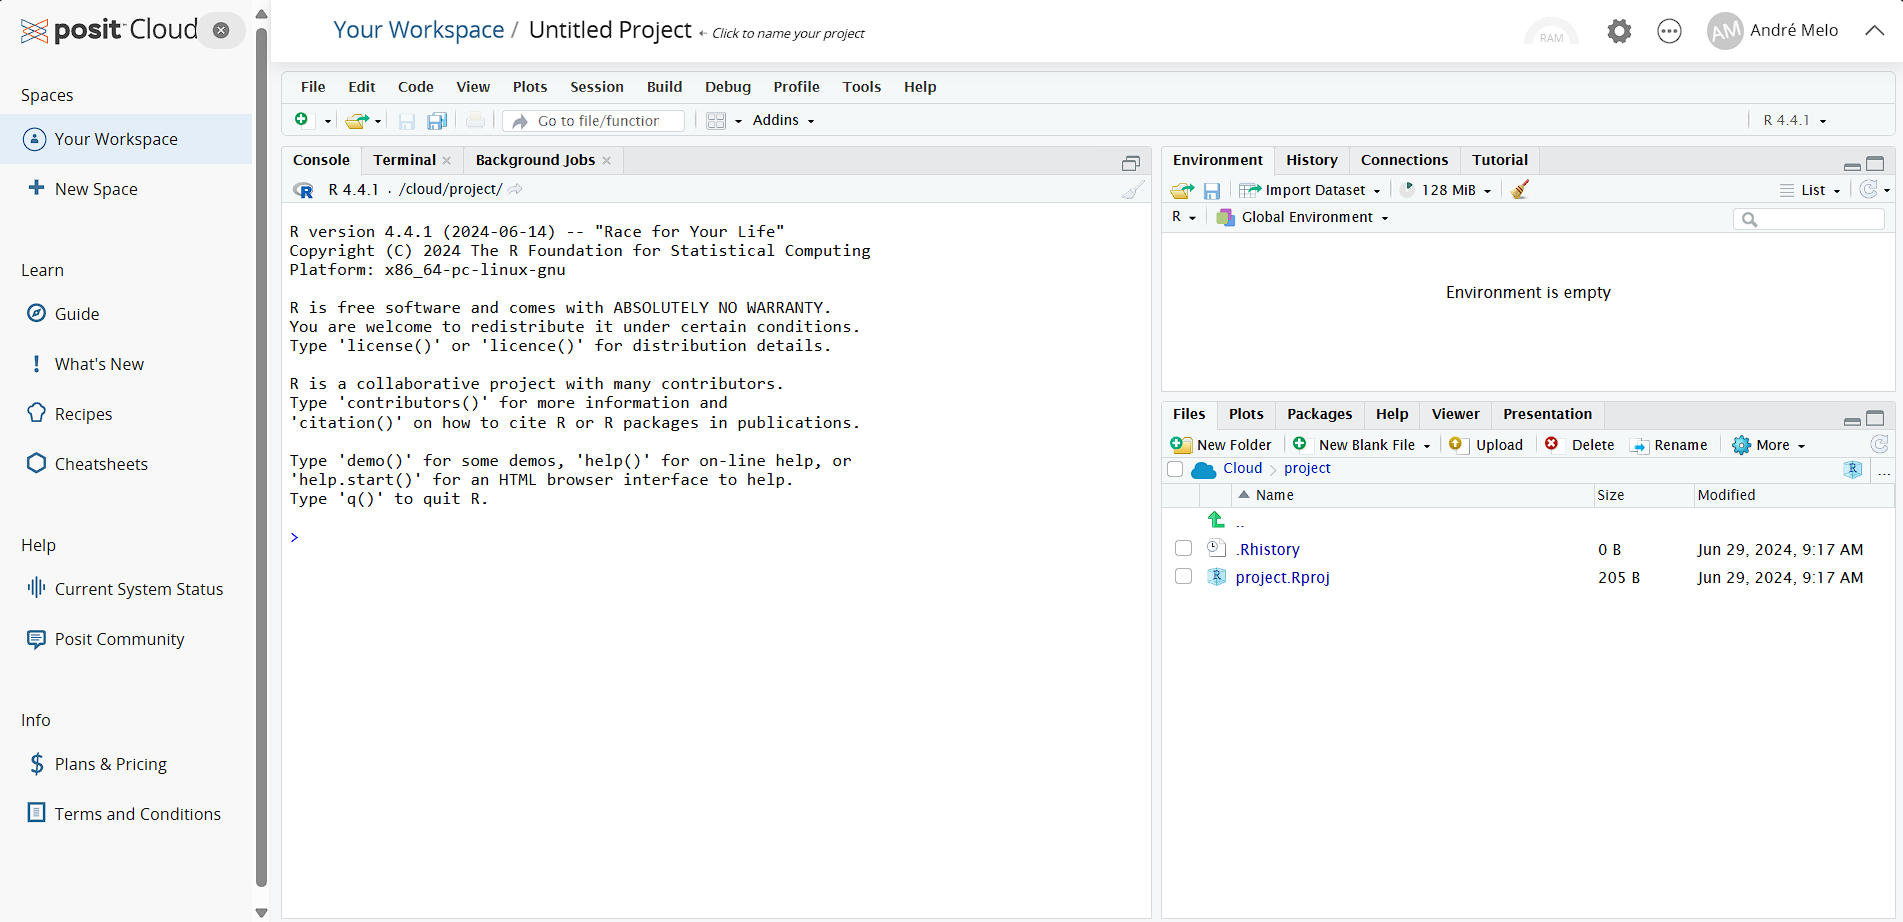 posit Cloud
Spaces
Your Workspace
New Space
Learn
Guide
What's New
Recipes
Cheatsheets
Help
Current System Status
Posit Community
Info
Plans & Pricing
Terms and Conditions
Your Workspace / Untitled Project ← Click to name your project
RAM
AM André Melo
File Edit Code View Plots Session Build Debug Profile Tools Help
Go to file/function Addins R 4.4.1
Console Terminal Background Jobs
R 4.4.1 · /cloud/project/
R version 4.4.1 (2024-06-14) -- "Race for Your Life"
Copyright (C) 2024 The R Foundation for Statistical Computing
Platform: x86_64-pc-linux-gnu
R is free software and comes with ABSOLUTELY NO WARRANTY.
You are welcome to redistribute it under certain conditions.
Type 'license()' or 'licence()' for distribution details.
R is a collaborative project with many contributors.
Type 'contributors()' for more information and
'citation()' on how to cite R or R packages in publications.
Type 'demo()' for some demos, 'help()' for on-line help, or
'help.start()' for an HTML browser interface to help.
Type 'q()' to quit R.
>
Environment History Connections Tutorial
Import Dataset 128 MiB List
R Global Environment
Environment is empty
Files Plots Packages Help Viewer Presentation
New Folder New Blank File Upload Delete Rename More
Cloud project R ...
Name Size Modified
..
.Rhistory 0 B Jun 29, 2024, 9:17 AM
project.Rproj 205 B Jun 29, 2024, 9:17 AM